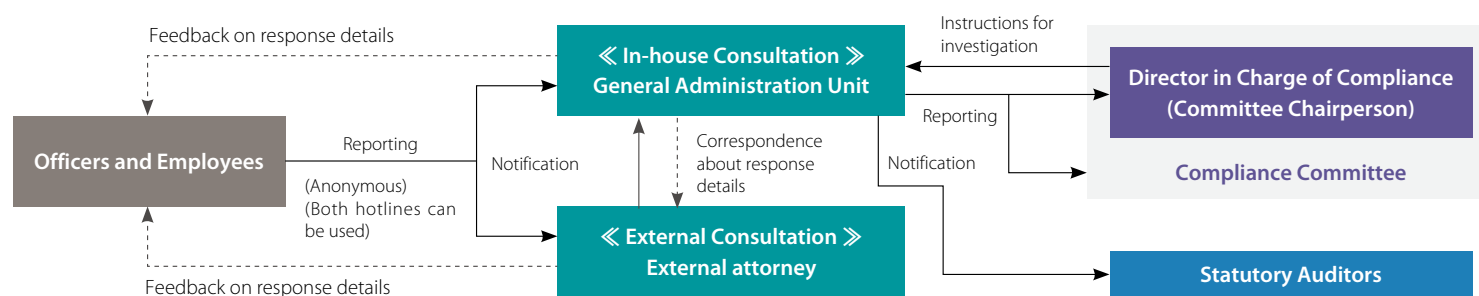 Feedback on response details
≪ In-house Consultation ≫
General Administration Unit
Instructions for
investigation
Director in Charge of Compliance
(Committee Chairperson)
Compliance Committee
Reporting
Officers and Employees
Reporting
(Anonymous)
(Both hotlines can
be used)
Notification
Correspondence
about response
details
Notification
≪ External Consultation ≫
External attorney
Statutory Auditors
Feedback on response details